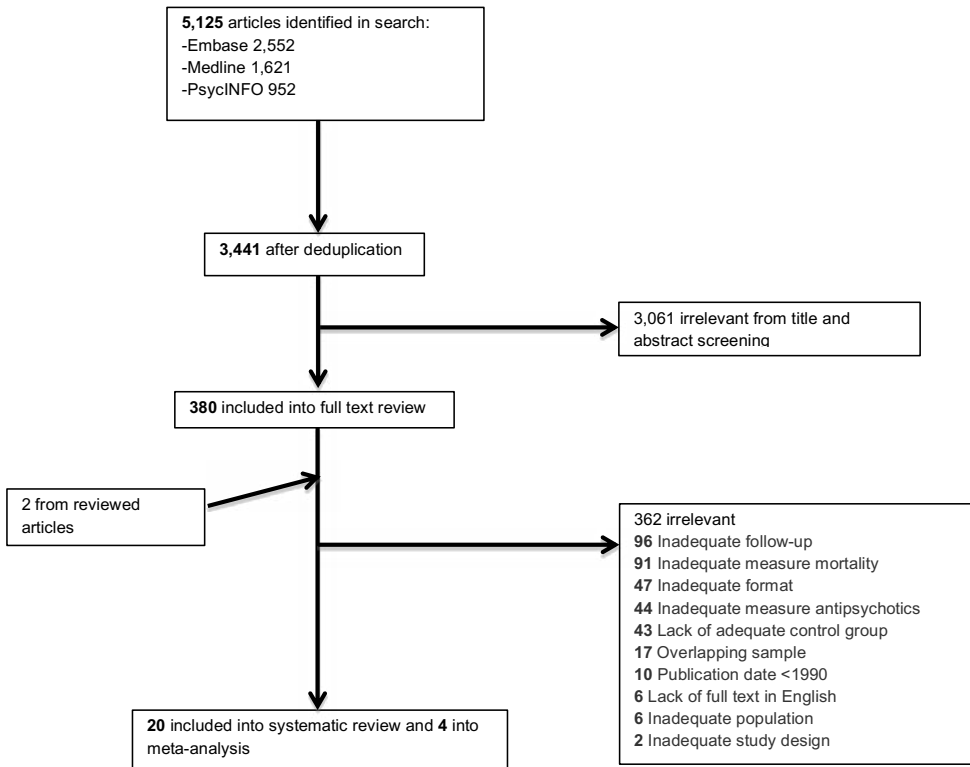 5,125 articles identified in search:
-Embase 2,552
-Medline 1,621
-PsycINFO 952
3,441 after deduplication
3,061 irrelevant from title and
abstract screening
380 included into full text review
2 from reviewed
articles
362 irrelevant
96 Inadequate follow-up
91 Inadequate measure mortality
47 Inadequate format
44 Inadequate measure antipsychotics
43 Lack of adequate control group
17 Overlapping sample
10 Publication date <1990
6 Lack of full text in English
6 Inadequate population
2 Inadequate study design
20 included into systematic review and 4 into
meta-analysis